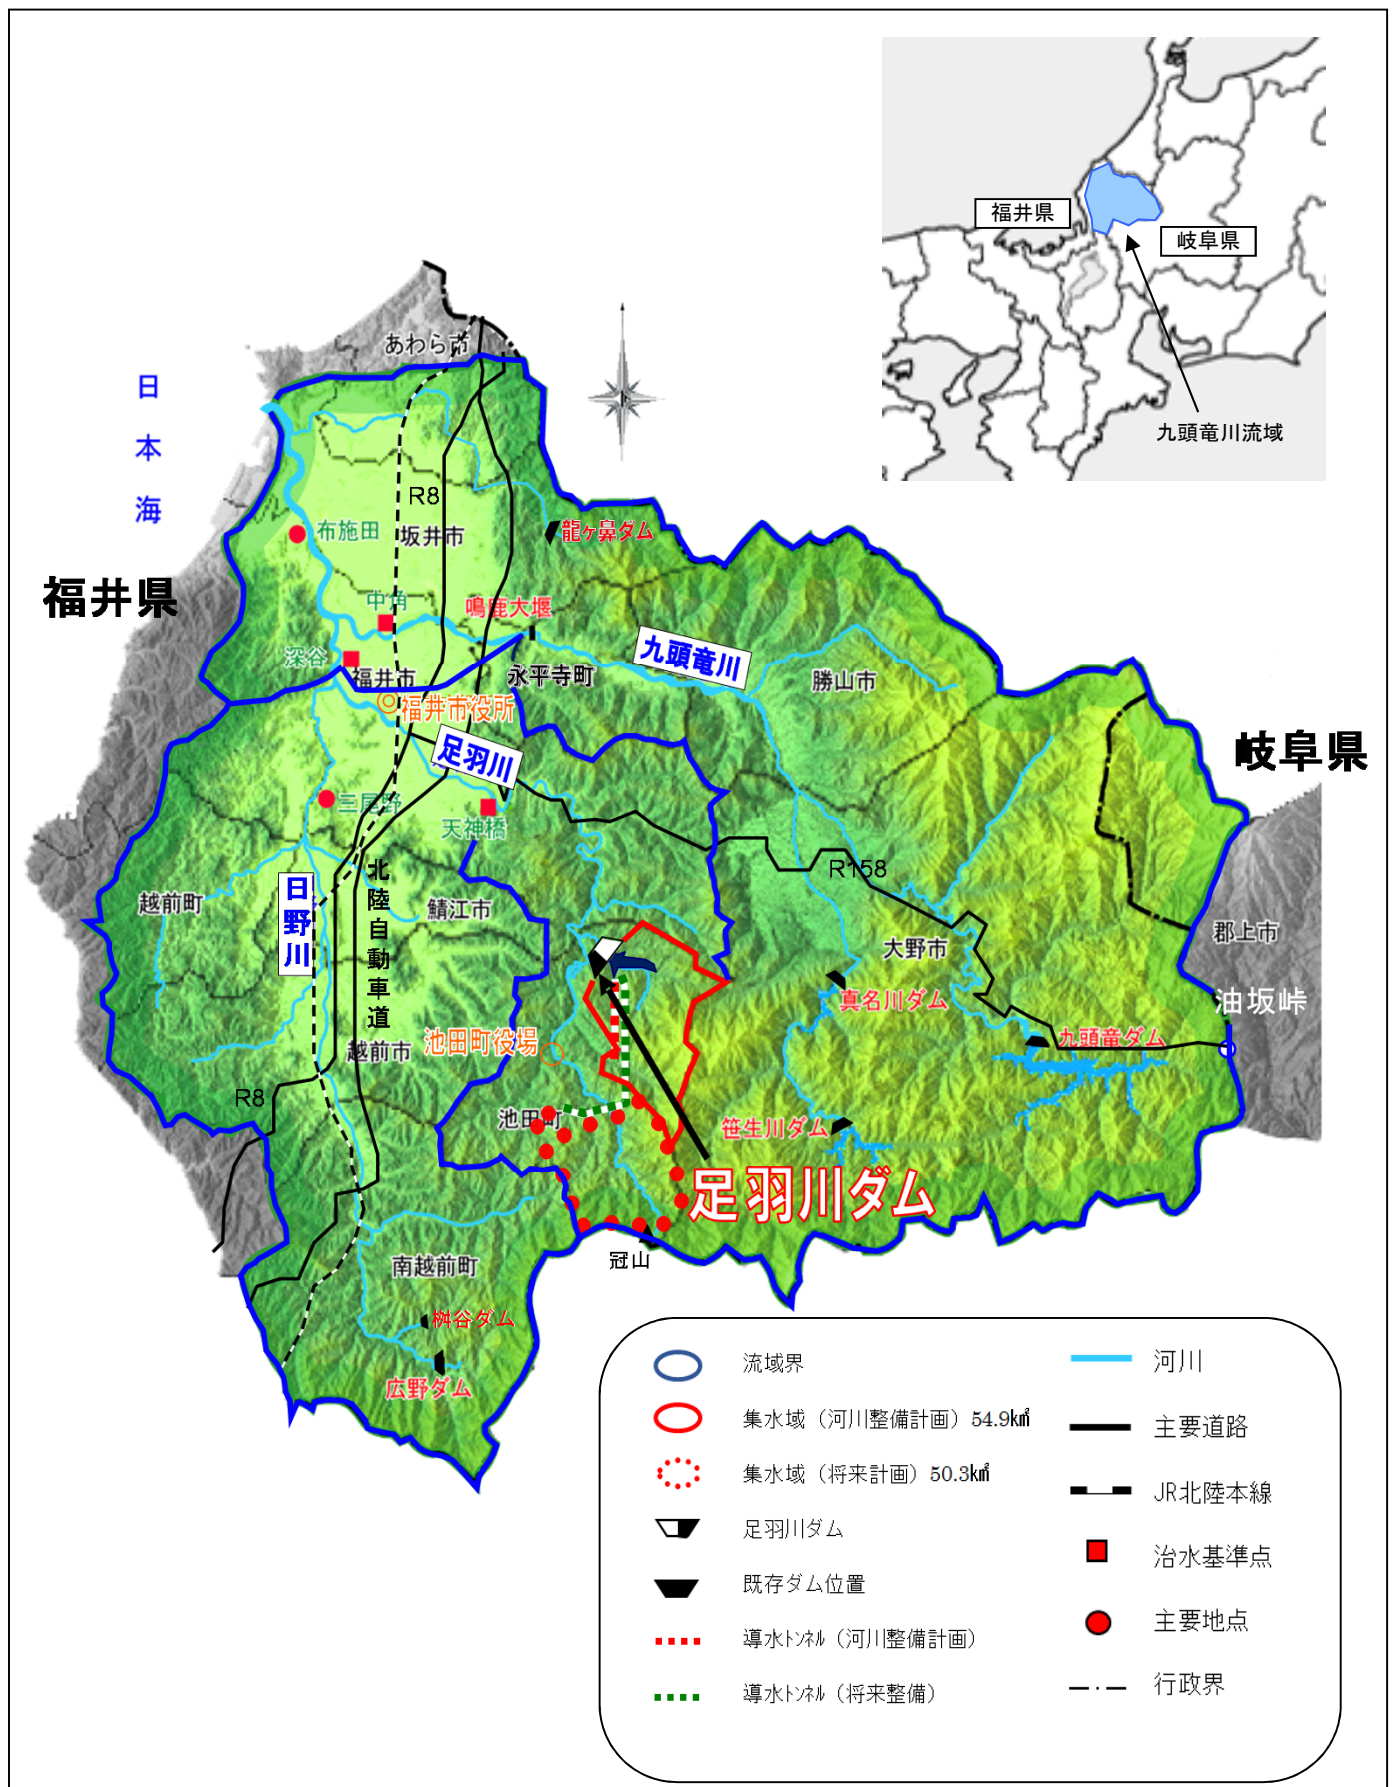 福井県
岐阜県
九頭竜川流域
あわら市
日本海
R8
坂井市
布施田
龍ヶ鼻ダム
福井県
中角
鳴鹿大堰
深谷
福井市
永平寺町
九頭竜川
勝山市
福井市役所
足羽川
岐阜県
三尾野
天神橋
R158
北陸自動車道
越前町
日野川
鯖江市
大野市
郡上市
真名川ダム
油坂峠
池田町役場
越前市
九頭竜ダム
R8
池田町
笹生川ダム
足羽川ダム
冠山
南越前町
桝谷ダム
広野ダム
流域界
集水域（河川整備計画）54.9㎢
集水域（将来計画）50.3㎢
足羽川ダム
既存ダム位置
導水ﾄﾝﾈﾙ（河川整備計画）
導水ﾄﾝﾈﾙ（将来整備）
河川
主要道路
JR北陸本線
治水基準点
主要地点
行政界